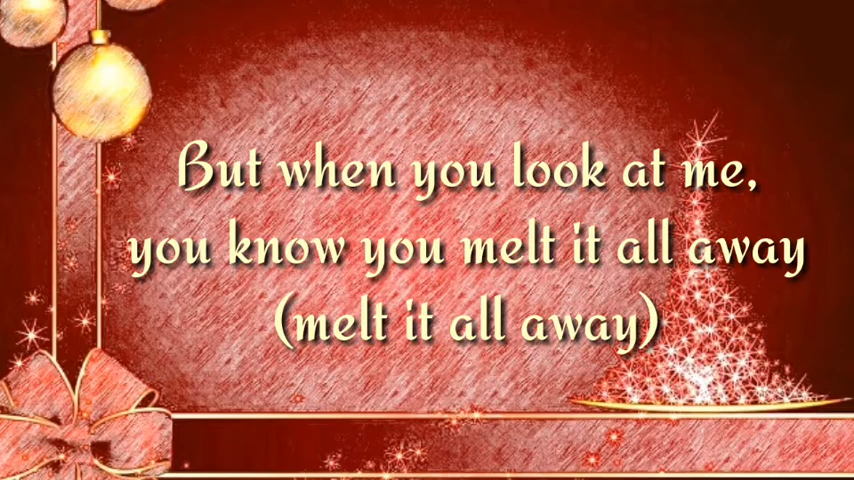 But when you look at me,
you know you melt it all away
(melt it all away)